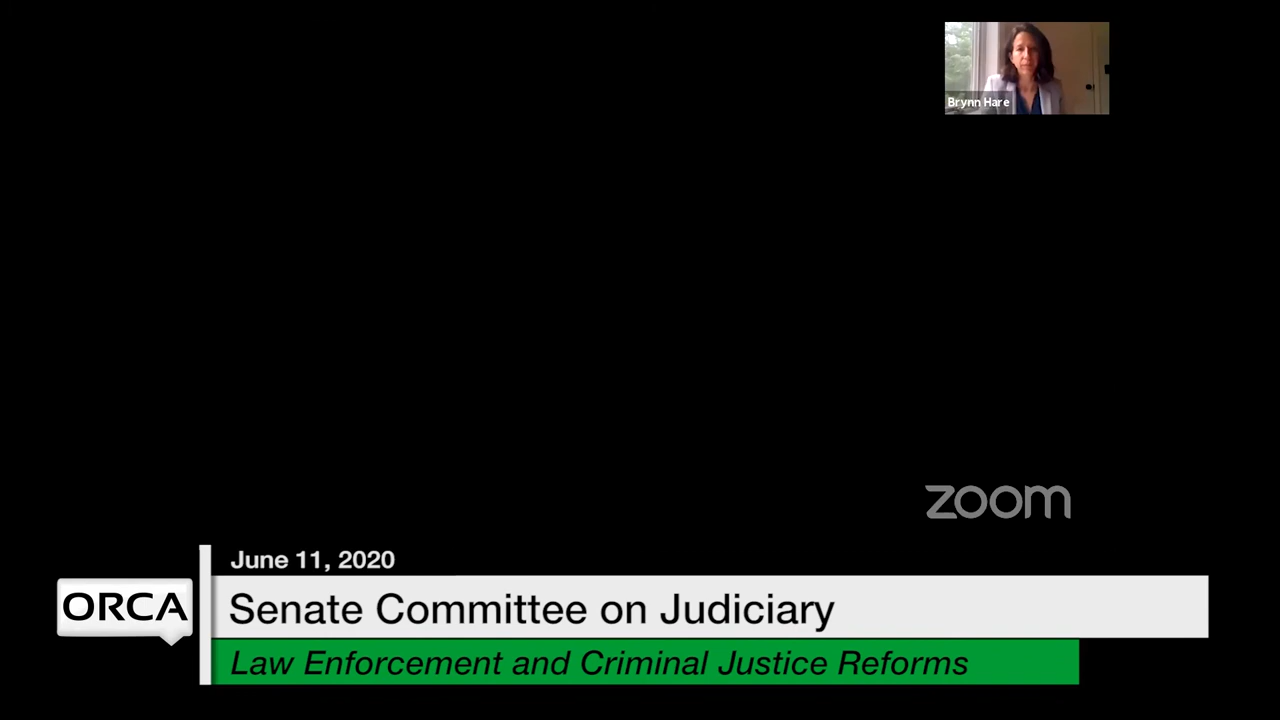 Brynn Hare
zoom
June 11, 2020
ORCA
Senate Committee on Judiciary
Law Enforcement and Criminal Justice Reforms